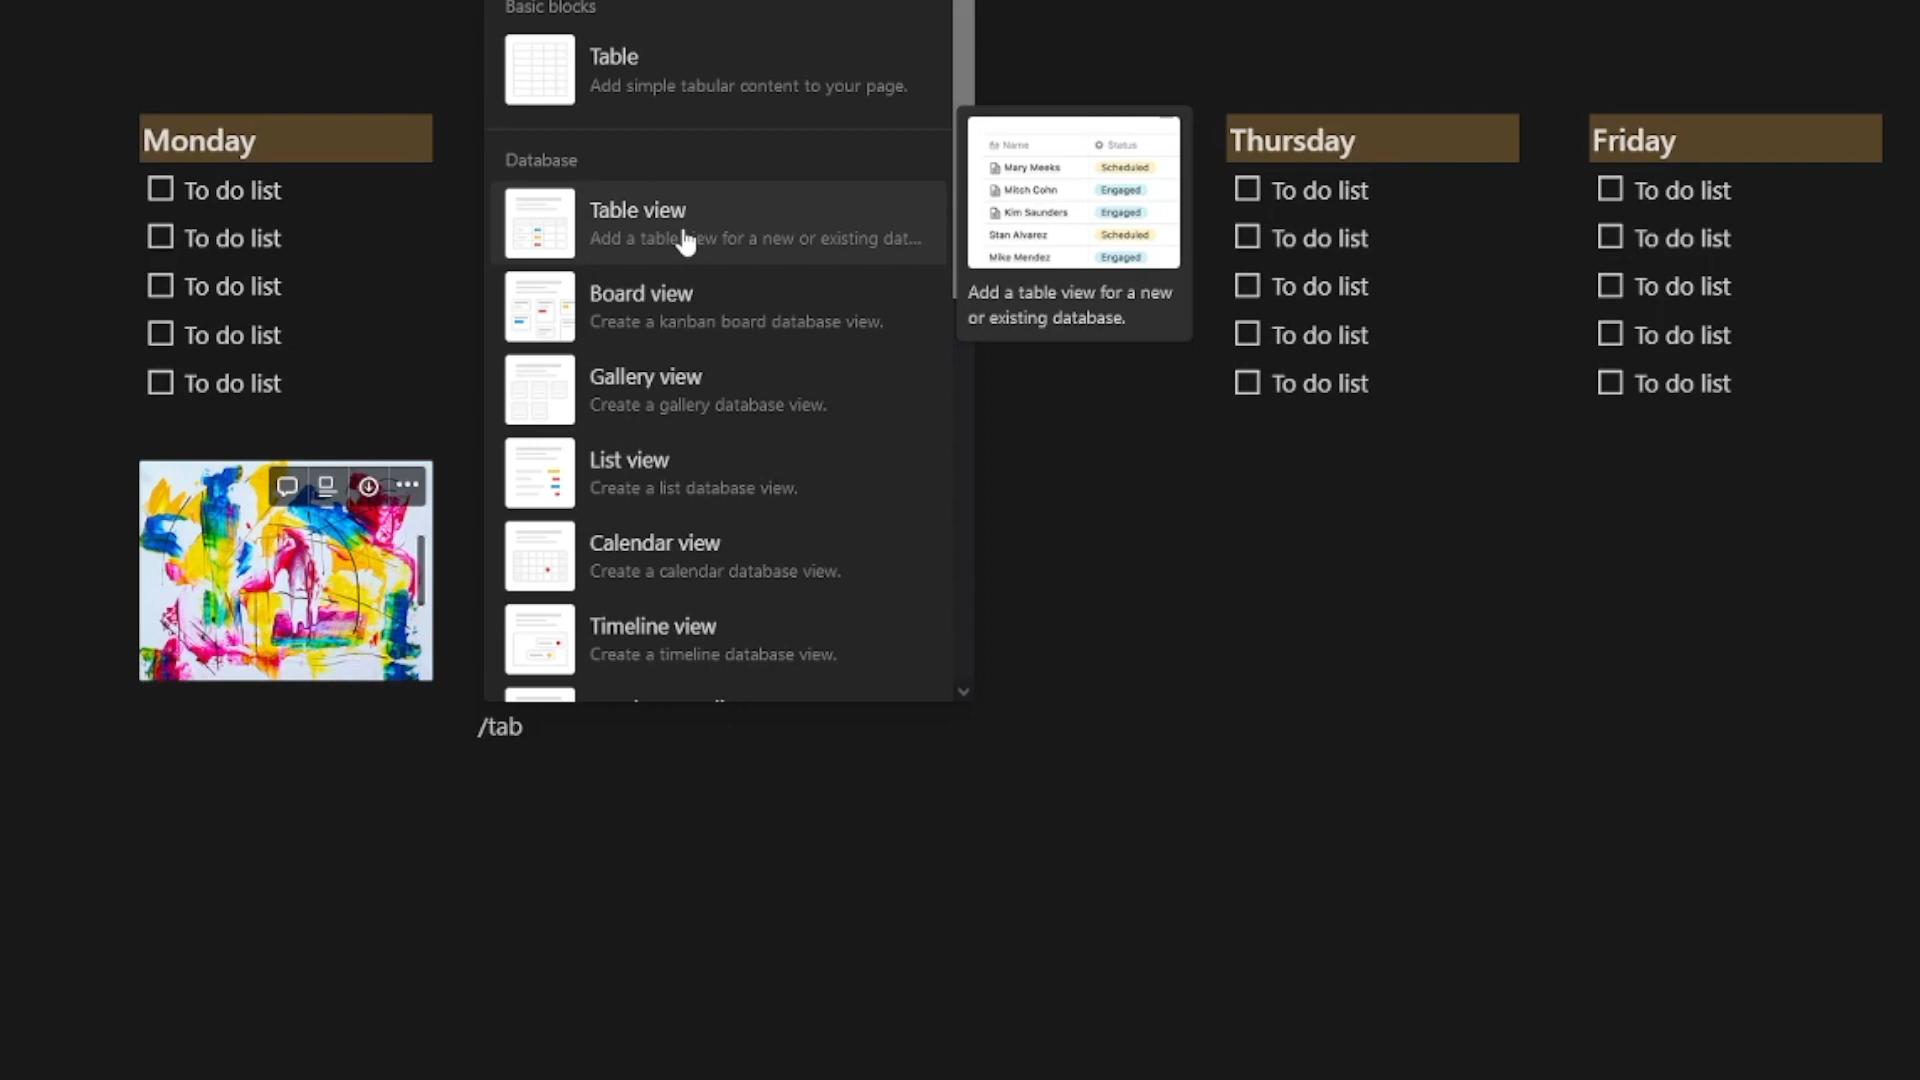 Basic blocks
Table
Add simple tabular content to your page.
Database
Table view
Add a table view for a new or existing dat...
Board view
Create a kanban board database view.
Gallery view
Create a gallery database view.
List view
Create a list database view.
Calendar view
Create a calendar database view.
Timeline view
Create a timeline database view.
/tab
Name Status
Mary Meeks Scheduled
Mitch Cohn Engaged
Kim Saunders Engaged
Stan Alvarez Scheduled
Mike Mendez Engaged
Add a table view for a new
or existing database.
Monday
To do list
To do list
To do list
To do list
To do list
Thursday
To do list
To do list
To do list
To do list
To do list
Friday
To do list
To do list
To do list
To do list
To do list